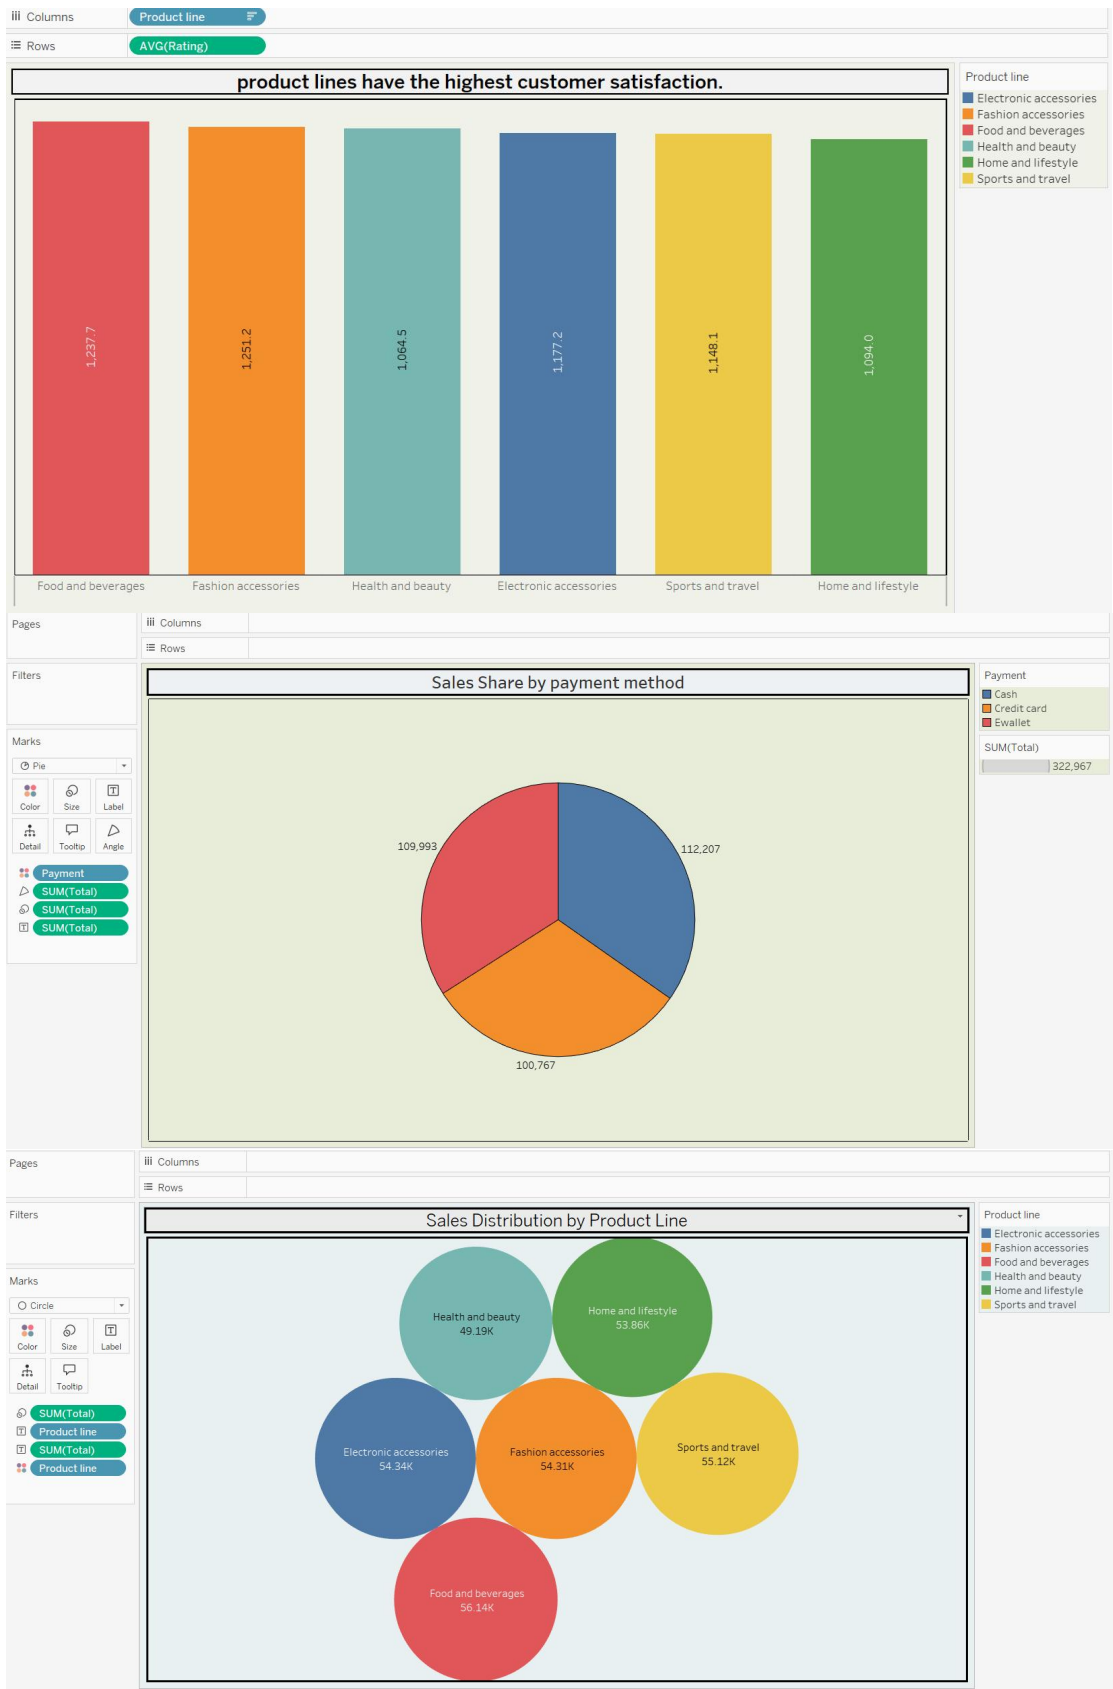 Columns
Product line
Rows
AVG(Rating)
product lines have the highest customer satisfaction.
Product line
Electronic accessories
Fashion accessories
Food and beverages
Health and beauty
Home and lifestyle
Sports and travel
1,237.7
1,251.2
1,064.5
1,177.2
1,148.1
1,094.0
Food and beverages
Fashion accessories
Health and beauty
Electronic accessories
Sports and travel
Home and lifestyle
Pages
Columns
Rows
Filters
Sales Share by payment method
Payment
Cash
Credit card
Ewallet
SUM(Total)
322,967
Marks
Pie
Color
Size
Label
Detail
Tooltip
Angle
Payment
SUM(Total)
SUM(Total)
SUM(Total)
109,993
112,207
100,767
Pages
Columns
Rows
Filters
Sales Distribution by Product Line
Product line
Electronic accessories
Fashion accessories
Food and beverages
Health and beauty
Home and lifestyle
Sports and travel
Marks
Circle
Color
Size
Label
Detail
Tooltip
SUM(Total)
Product line
SUM(Total)
Product line
Health and beauty
49.19K
Home and lifestyle
53.86K
Electronic accessories
54.34K
Fashion accessories
54.31K
Sports and travel
55.12K
Food and beverages
56.14K